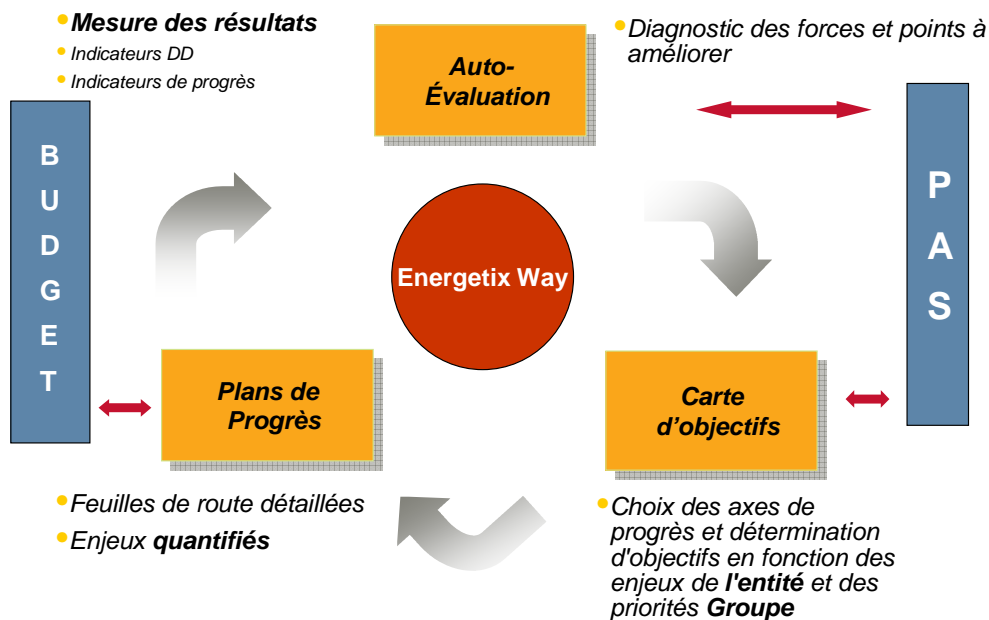 Mesure des résultats
Indicateurs DD
Indicateurs de progrès
Auto-
Évaluation
Diagnostic des forces et points à
améliorer
B
U
D
G
E
T
P
A
S
Energetix Way
Plans de
Progrès
Carte
d'objectifs
Feuilles de route détaillées
Enjeux quantifiés
Choix des axes de
progrès et détermination
d'objectifs en fonction des
enjeux de l'entité et des
priorités Groupe